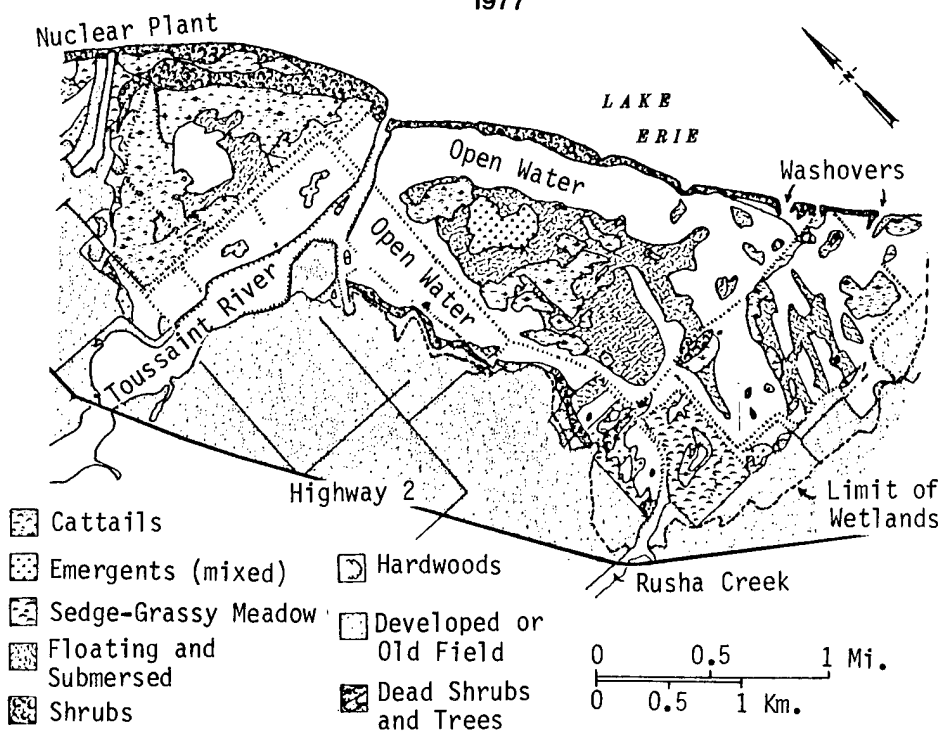 1977
Nuclear Plant
LAKE
ERIE
Open Water
Washovers
Open Water
Toussaint River
Highway 2
Limit of
Wetlands
Rusha Creek
Cattails
Emergents (mixed)
Sedge-Grassy Meadow
Floating and
Submersed
Shrubs
Hardwoods
Developed or
Old Field
Dead Shrubs
and Trees
0 0.5 1 Mi.
0 0.5 1 Km.